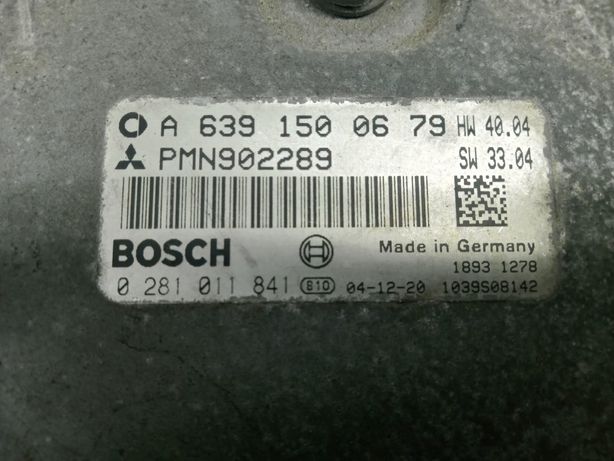 A 639 150 06 79 HW 40.04
PMN902289 SW 33.04
BOSCH Made in Germany
1893 1278
0 281 011 841 B10 04-12-20 1039S08142